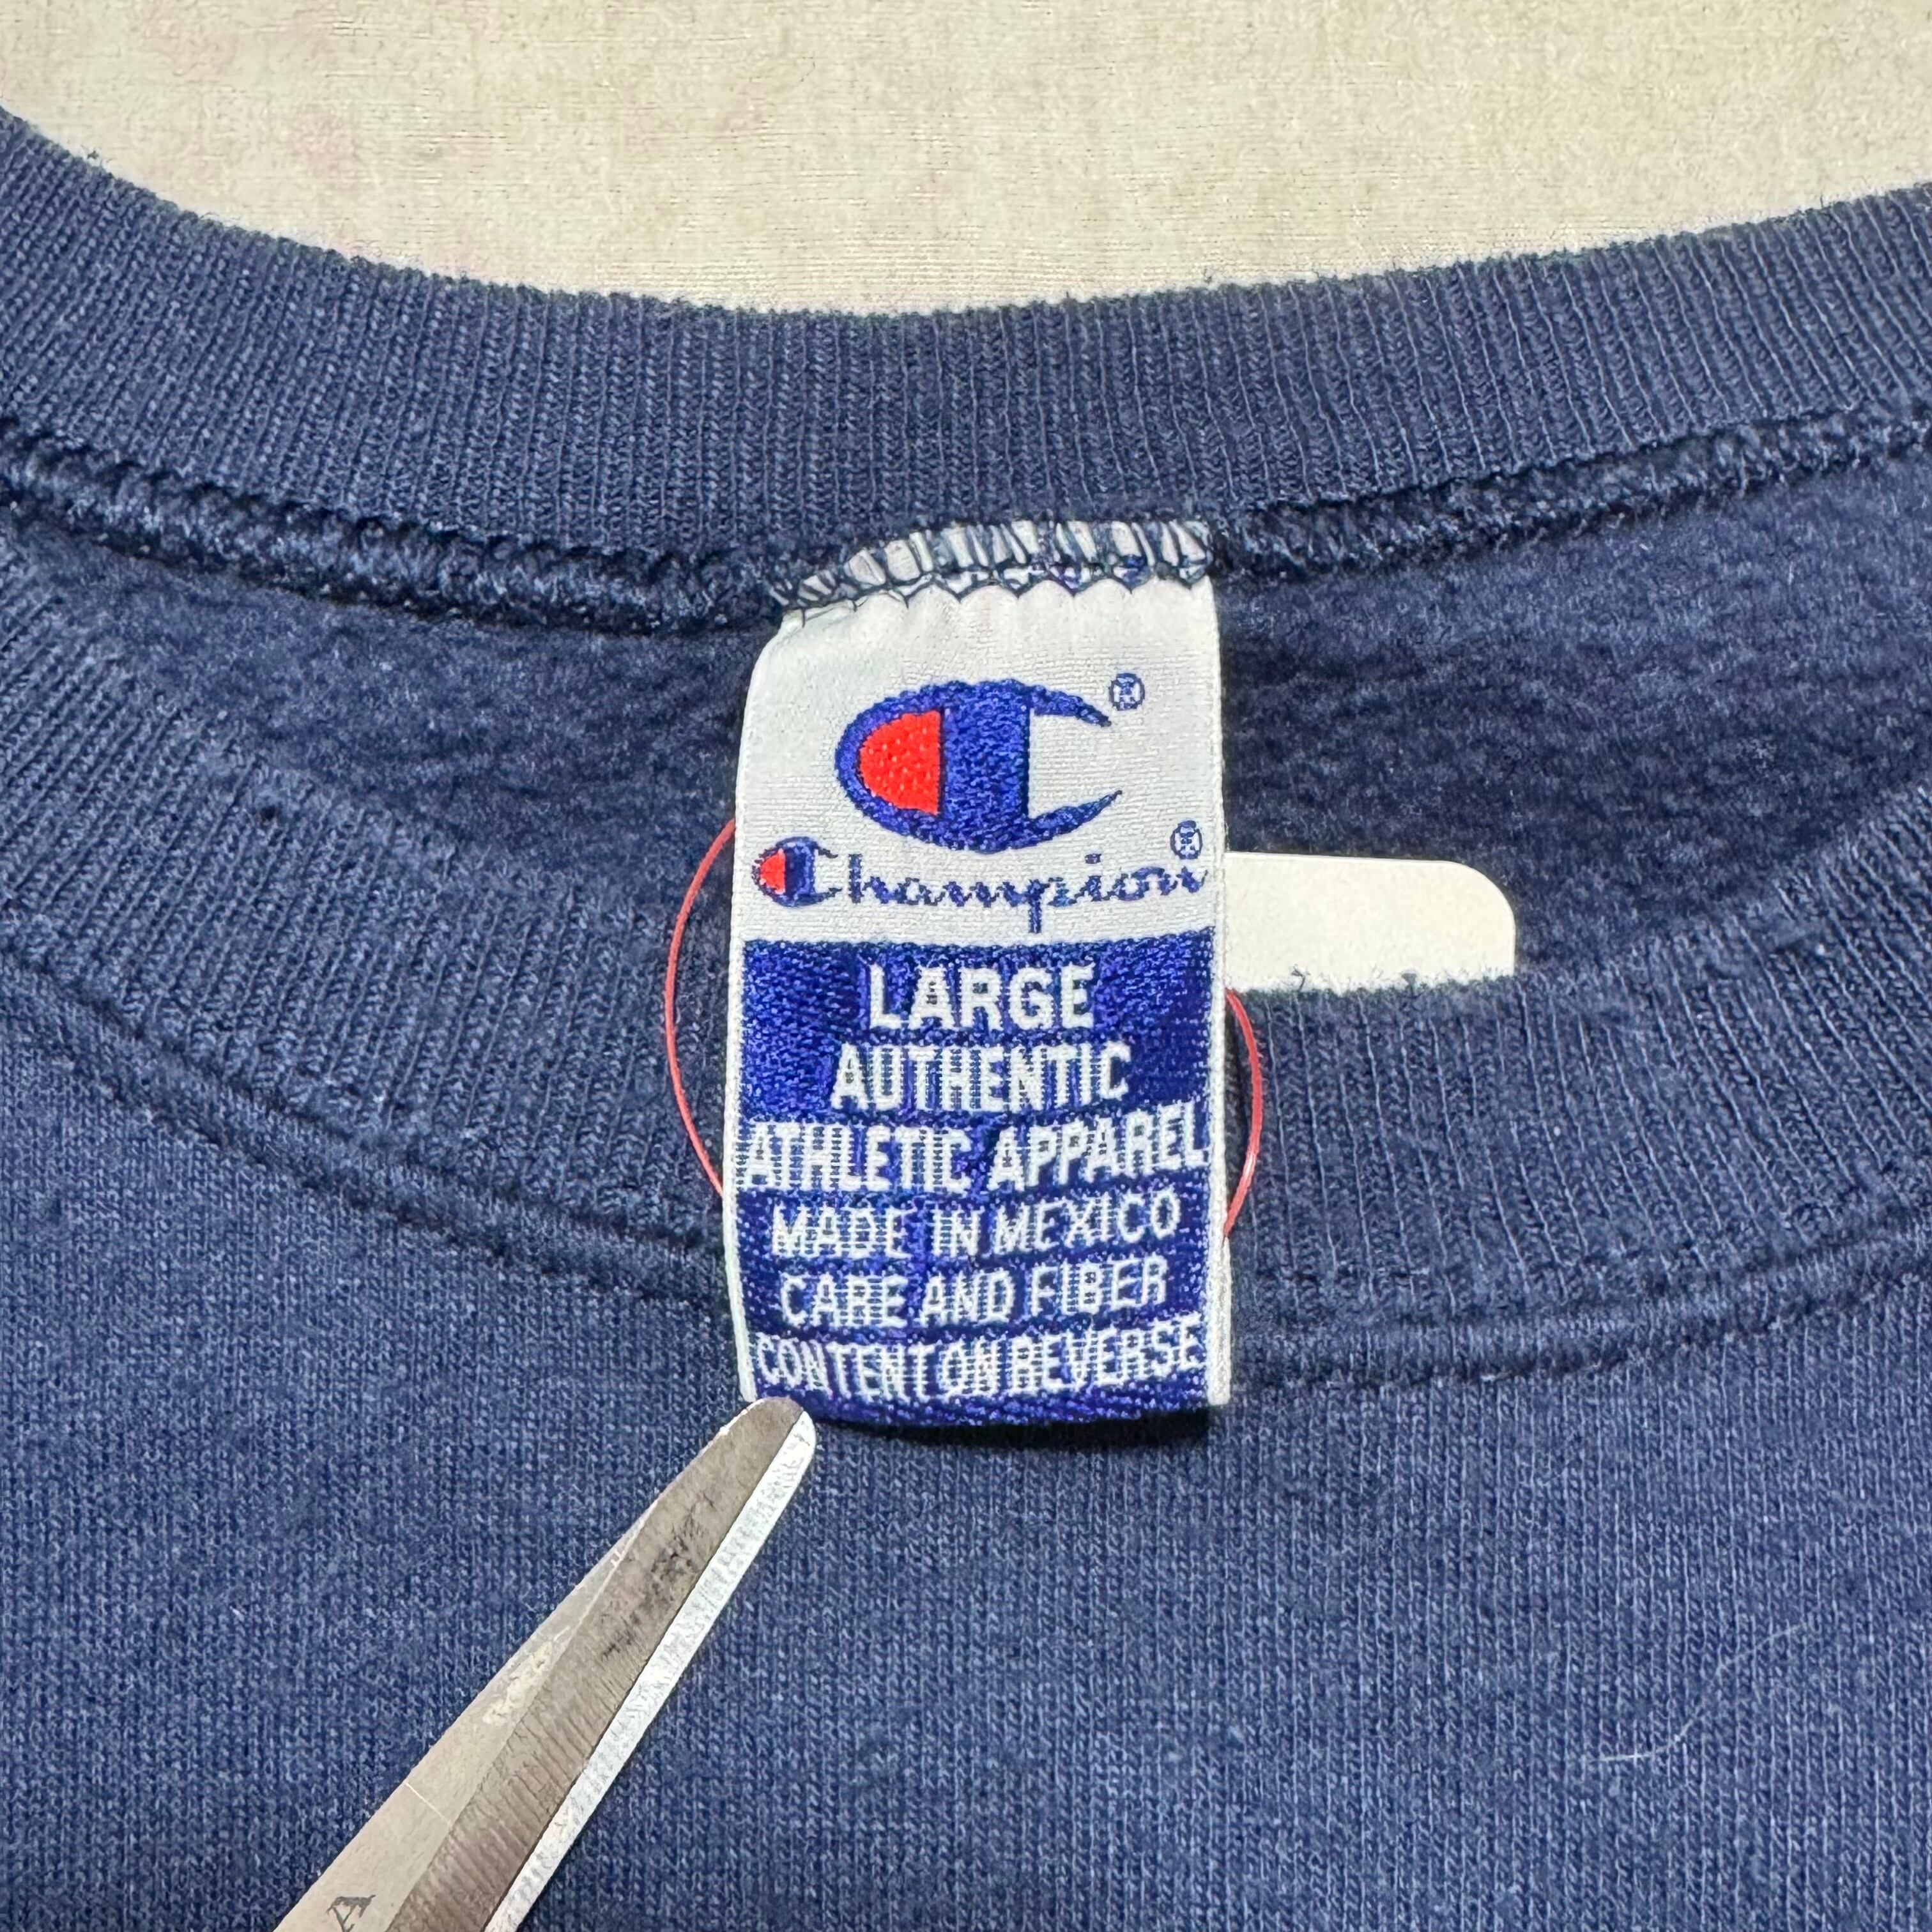 ®
Champion®
LARGE
AUTHENTIC
ATHLETIC APPAREL
MADE IN MEXICO
CARE AND FIBER
CONTENT ON REVERSE
A